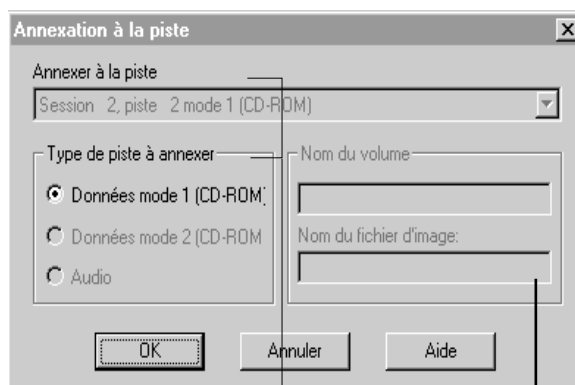 Annexation à la piste
Annexer à la piste
Session 2, piste 2 mode 1 (CD-ROM)
Type de piste à annexer
Données mode 1 (CD-ROM)
Données mode 2 (CD-ROM
Audio
Nom du volume
Nom du fichier d'image:
OK
Annuler
Aide